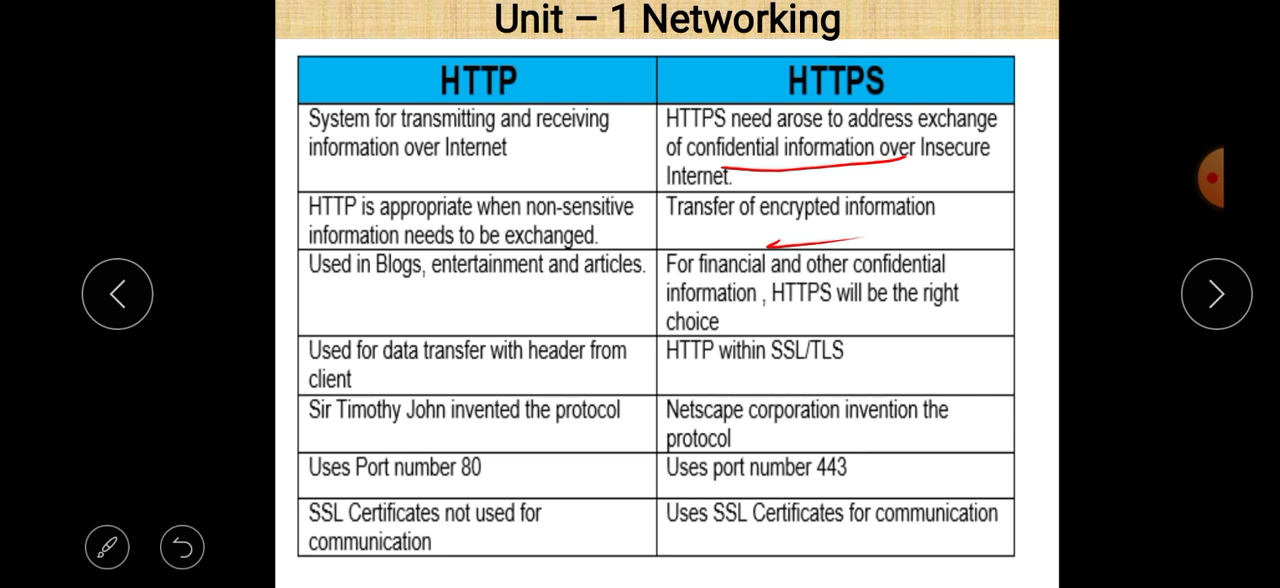 Unit – 1 Networking
HTTP
HTTPS
System for transmitting and receiving
information over Internet
HTTPS need arose to address exchange
of confidential information over Insecure
Internet.
HTTP is appropriate when non-sensitive
information needs to be exchanged.
Transfer of encrypted information
Used in Blogs, entertainment and articles.
For financial and other confidential
information , HTTPS will be the right
choice
Used for data transfer with header from
client
HTTP within SSL/TLS
Sir Timothy John invented the protocol
Netscape corporation invention the
protocol
Uses Port number 80
Uses port number 443
SSL Certificates not used for
communication
Uses SSL Certificates for communication